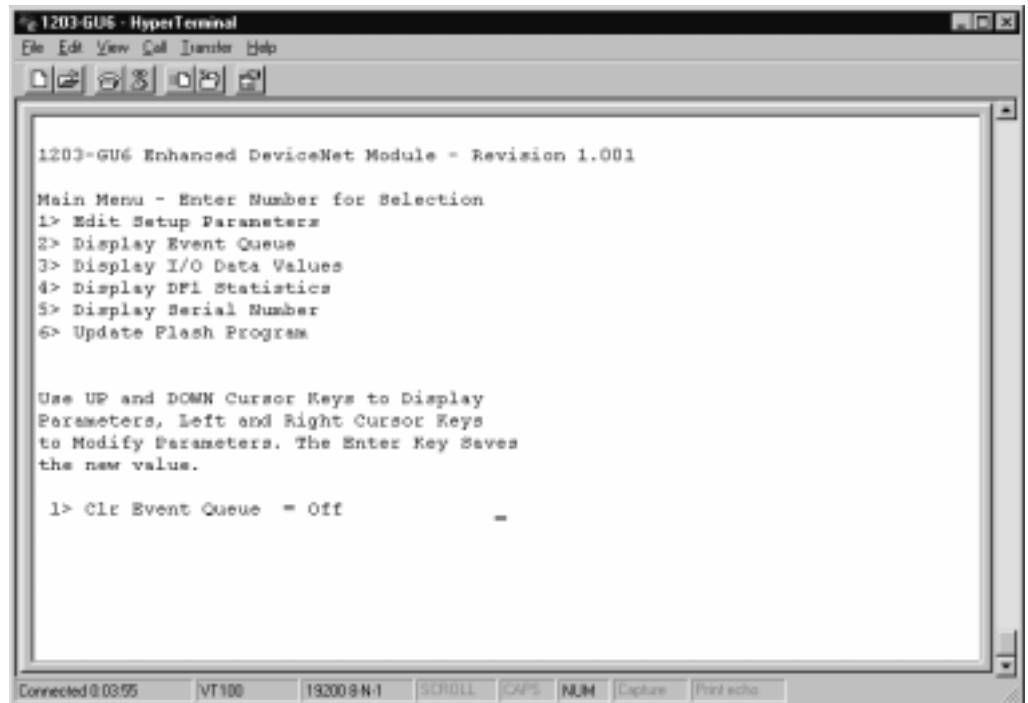 1203-GU6 - HyperTerminal
File Edit View Call Transfer Help
1203-GU6 Enhanced DeviceNet Module - Revision 1.001
Main Menu - Enter Number for Selection
1> Edit Setup Parameters
2> Display Event Queue
3> Display I/O Data Values
4> Display DF1 Statistics
5> Display Serial Number
6> Update Flash Program
Use UP and DOWN Cursor Keys to Display
Parameters, Left and Right Cursor Keys
to Modify Parameters. The Enter Key Saves
the new value.
1> Clr Event Queue = Off
Connected 0:03:55 VT100 19200 8-N-1 SCROLL CAPS NUM Capture Print echo